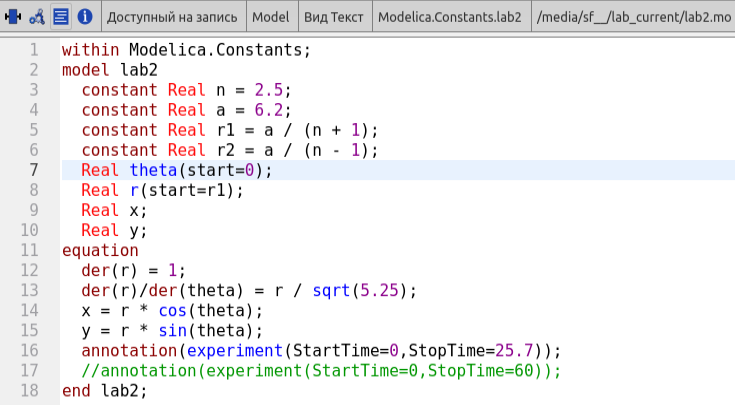 Доступный на запись Model Вид Текст Modelica.Constants.lab2 /media/sf__/lab_current/lab2.mo
1 within Modelica.Constants;
2 model lab2
3   constant Real n = 2.5;
4   constant Real a = 6.2;
5   constant Real r1 = a / (n + 1);
6   constant Real r2 = a / (n - 1);
7   Real theta(start=0);
8   Real r(start=r1);
9   Real x;
10   Real y;
11 equation
12   der(r) = 1;
13   der(r)/der(theta) = r / sqrt(5.25);
14   x = r * cos(theta);
15   y = r * sin(theta);
16   annotation(experiment(StartTime=0,StopTime=25.7));
17   //annotation(experiment(StartTime=0,StopTime=60));
18 end lab2;